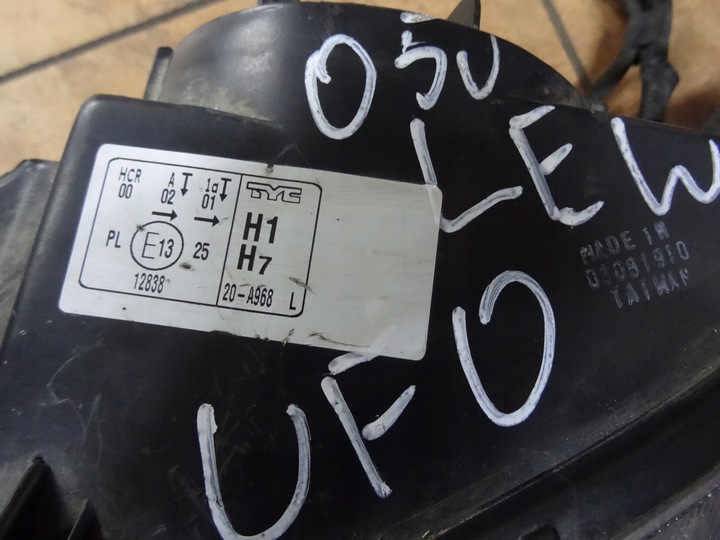 05U
LEW
UFO
HCR A 1a
00 02 01
PL E13 25
12838
TYC
H1
H7
20-A968 L
MADE IN
TAIWAN